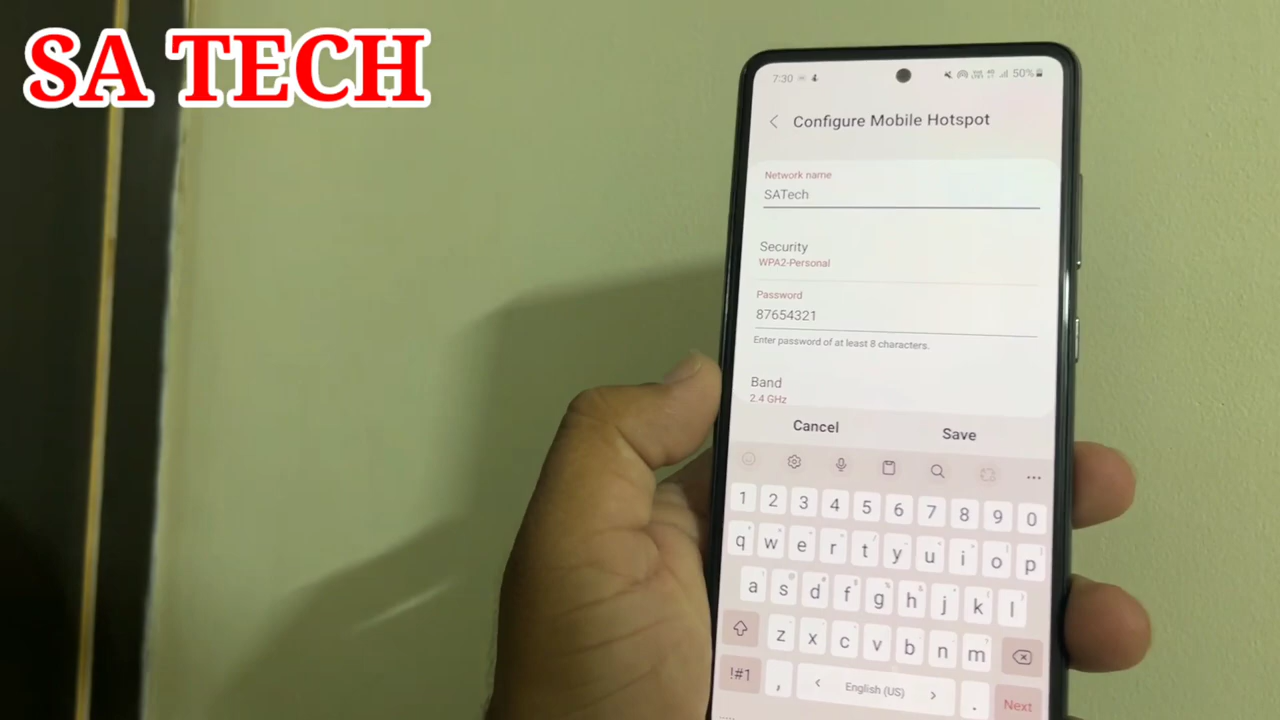 SA TECH
7:30
50%
Configure Mobile Hotspot
Network name
SATech
Security
WPA2-Personal
Password
87654321
Enter password of at least 8 characters.
Band
2.4 GHz
Cancel Save
1 2 3 4 5 6 7 8 9 0
q w e r t y u i o p
a s d f g h j k l
z x c v b n m
!#1 , English (US) . Next